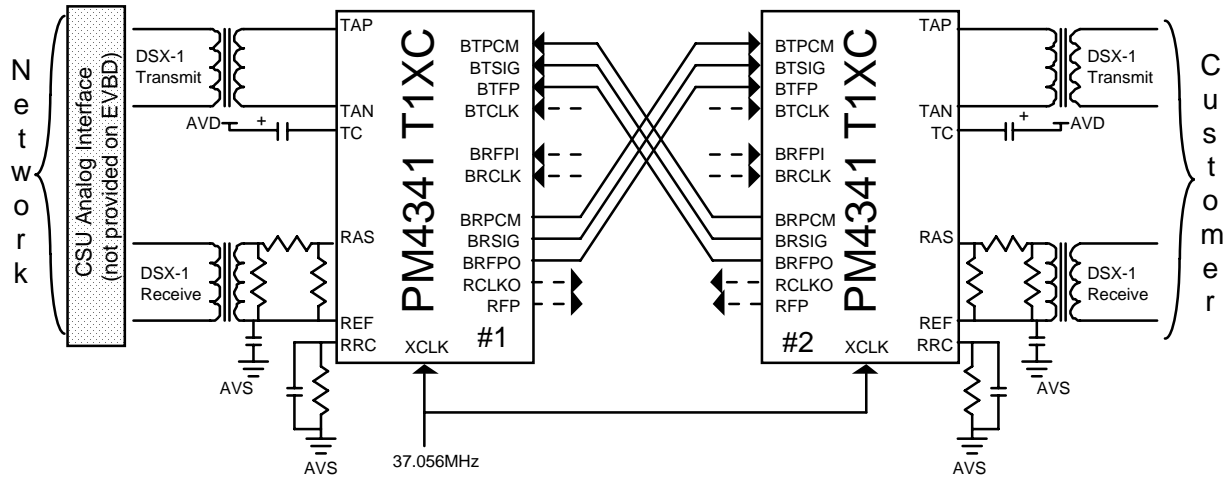 Network
CSU Analog Interface
(not provided on EVBD)
DSX-1
Transmit
AVD
+
DSX-1
Receive
AVS
AVS
TAP
TAN
TC
RAS
REF
RRC
XCLK
PM4341 T1XC
#1
BTPCM
BTSIG
BTFP
BTCLK
BRFPI
BRCLK
BRPCM
BRSIG
BRFPO
RCLKO
RFP
37.056MHz
BTPCM
BTSIG
BTFP
BTCLK
BRFPI
BRCLK
BRPCM
BRSIG
BRFPO
RCLKO
RFP
#2
PM4341 T1XC
XCLK
TAP
TAN
TC
RAS
REF
RRC
+
AVD
DSX-1
Transmit
DSX-1
Receive
AVS
AVS
Customer